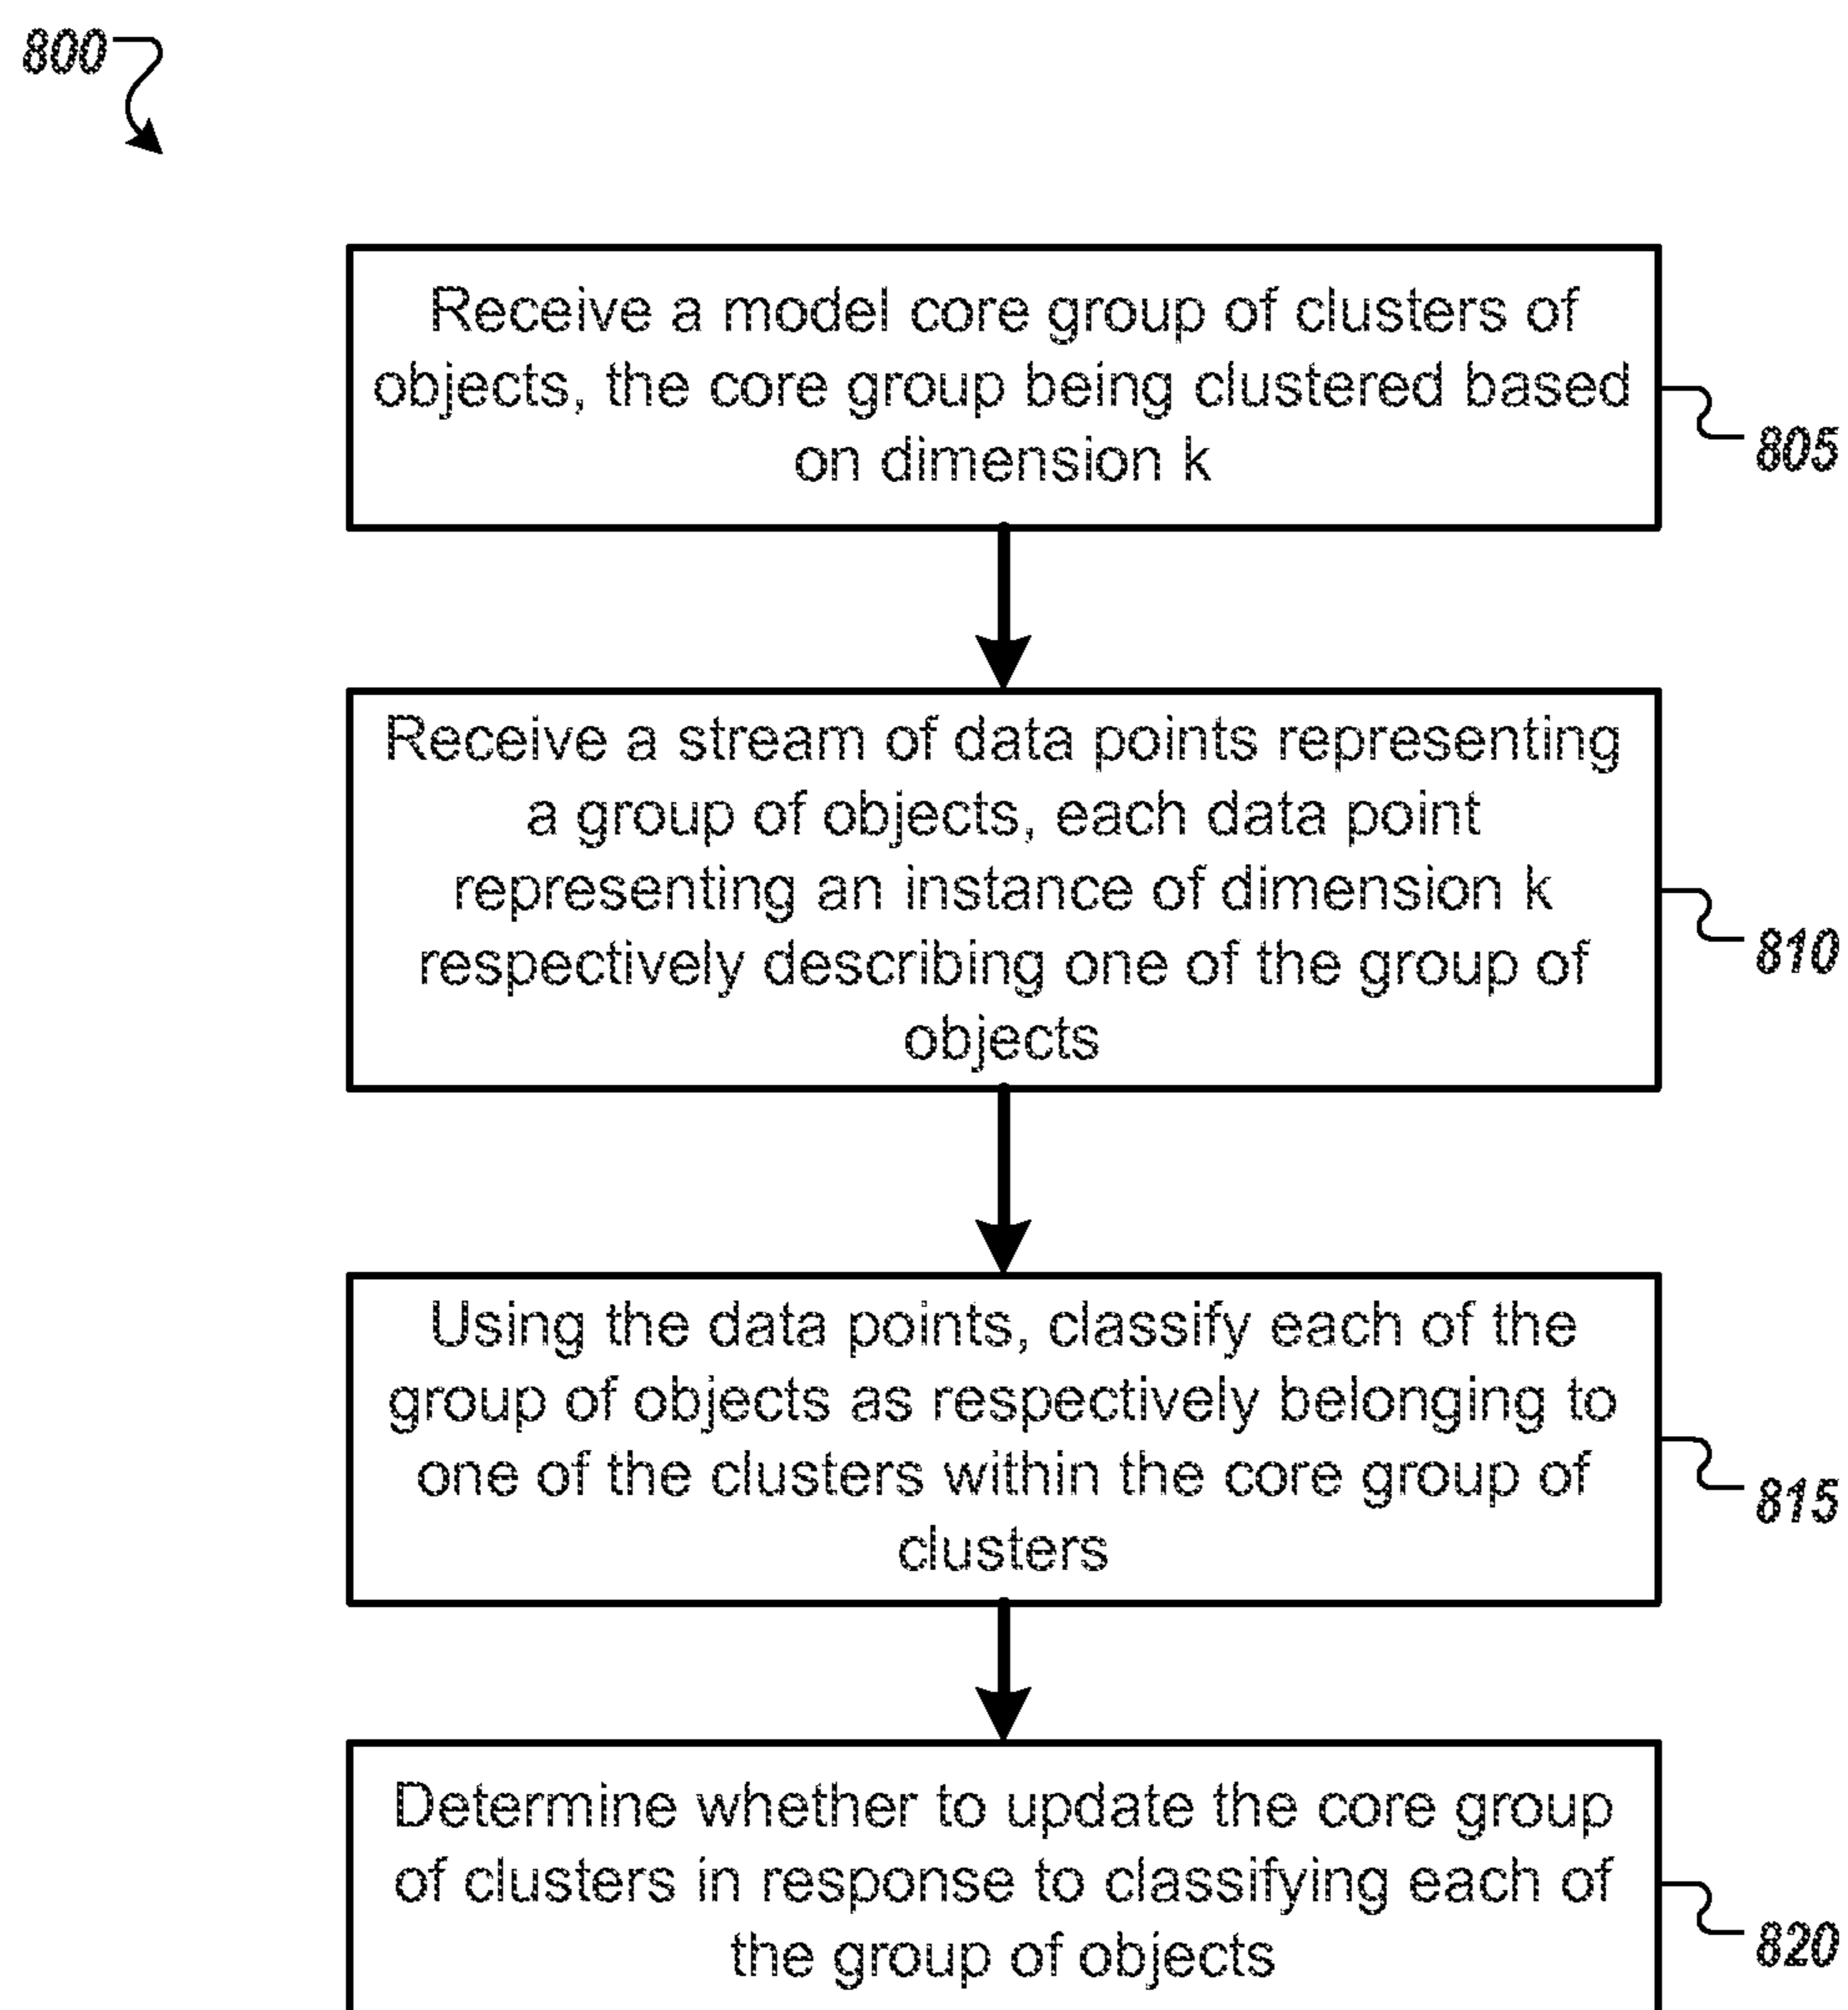 800
Receive a model core group of clusters of
objects, the core group being clustered based
on dimension k
805
Receive a stream of data points representing
a group of objects, each data point
representing an instance of dimension k
respectively describing one of the group of
objects
810
Using the data points, classify each of the
group of objects as respectively belonging to
one of the clusters within the core group of
clusters
815
Determine whether to update the core group
of clusters in response to classifying each of
the group of objects
820